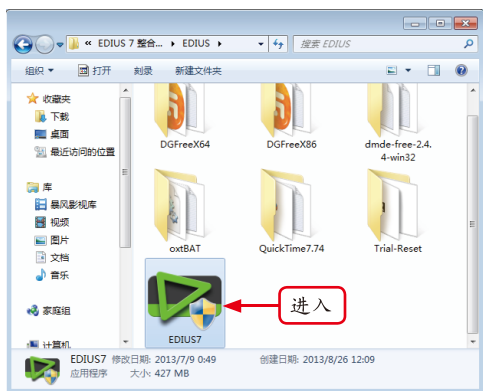 « EDIUS 7 整合... ▸ EDIUS ▸
搜索 EDIUS
组织 打开 刻录 新建文件夹
收藏夹
下载
桌面
最近访问的位置
库
暴风影视库
视频
图片
文档
音乐
家庭组
计算机
DGFreeX64
DGFreeX86
dmde-free-2.4.
4-win32
oxtBAT
QuickTime7.74
Trial-Reset
EDIUS7
进入
EDIUS7 修改日期: 2013/7/9 0:49 创建日期: 2013/8/26 12:09
应用程序 大小: 427 MB